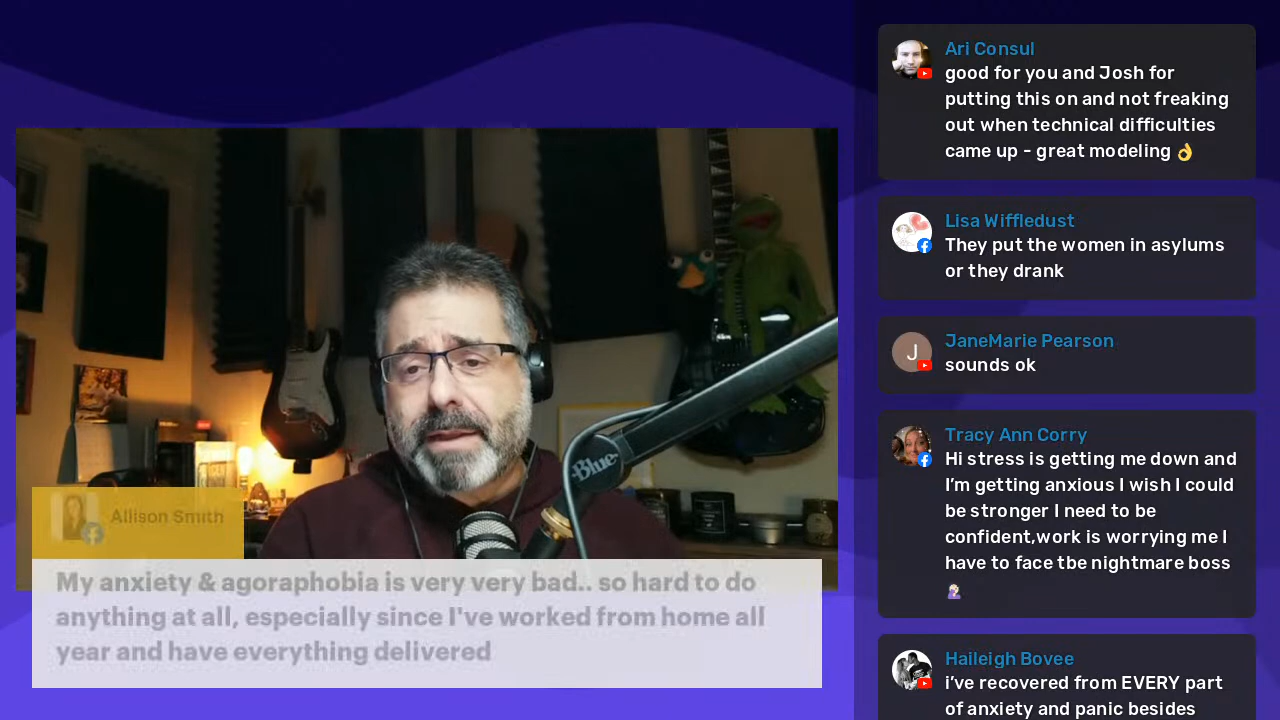 Ari Consul
good for you and Josh for
putting this on and not freaking
out when technical difficulties
came up - great modeling 👌
Lisa Wiffledust
They put the women in asylums
or they drank
J
JaneMarie Pearson
sounds ok
Tracy Ann Corry
Hi stress is getting me down and
I’m getting anxious I wish I could
be stronger I need to be
confident,work is worrying me I
have to face tbe nightmare boss
🤦🏻‍♀️
Haileigh Bovee
i’ve recovered from EVERY part
of anxiety and panic besides
Blue
Allison Smith
My anxiety & agoraphobia is very very bad.. so hard to do
anything at all, especially since I've worked from home all
year and have everything delivered